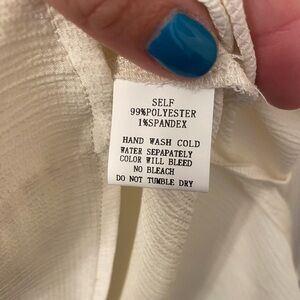 SELF
99%POLYESTER
1%SPANDEX
HAND WASH COLD
WATER SEPAPATELY
COLOR WILL BLEED
NO BLEACH
DO NOT TUMBLE DRY